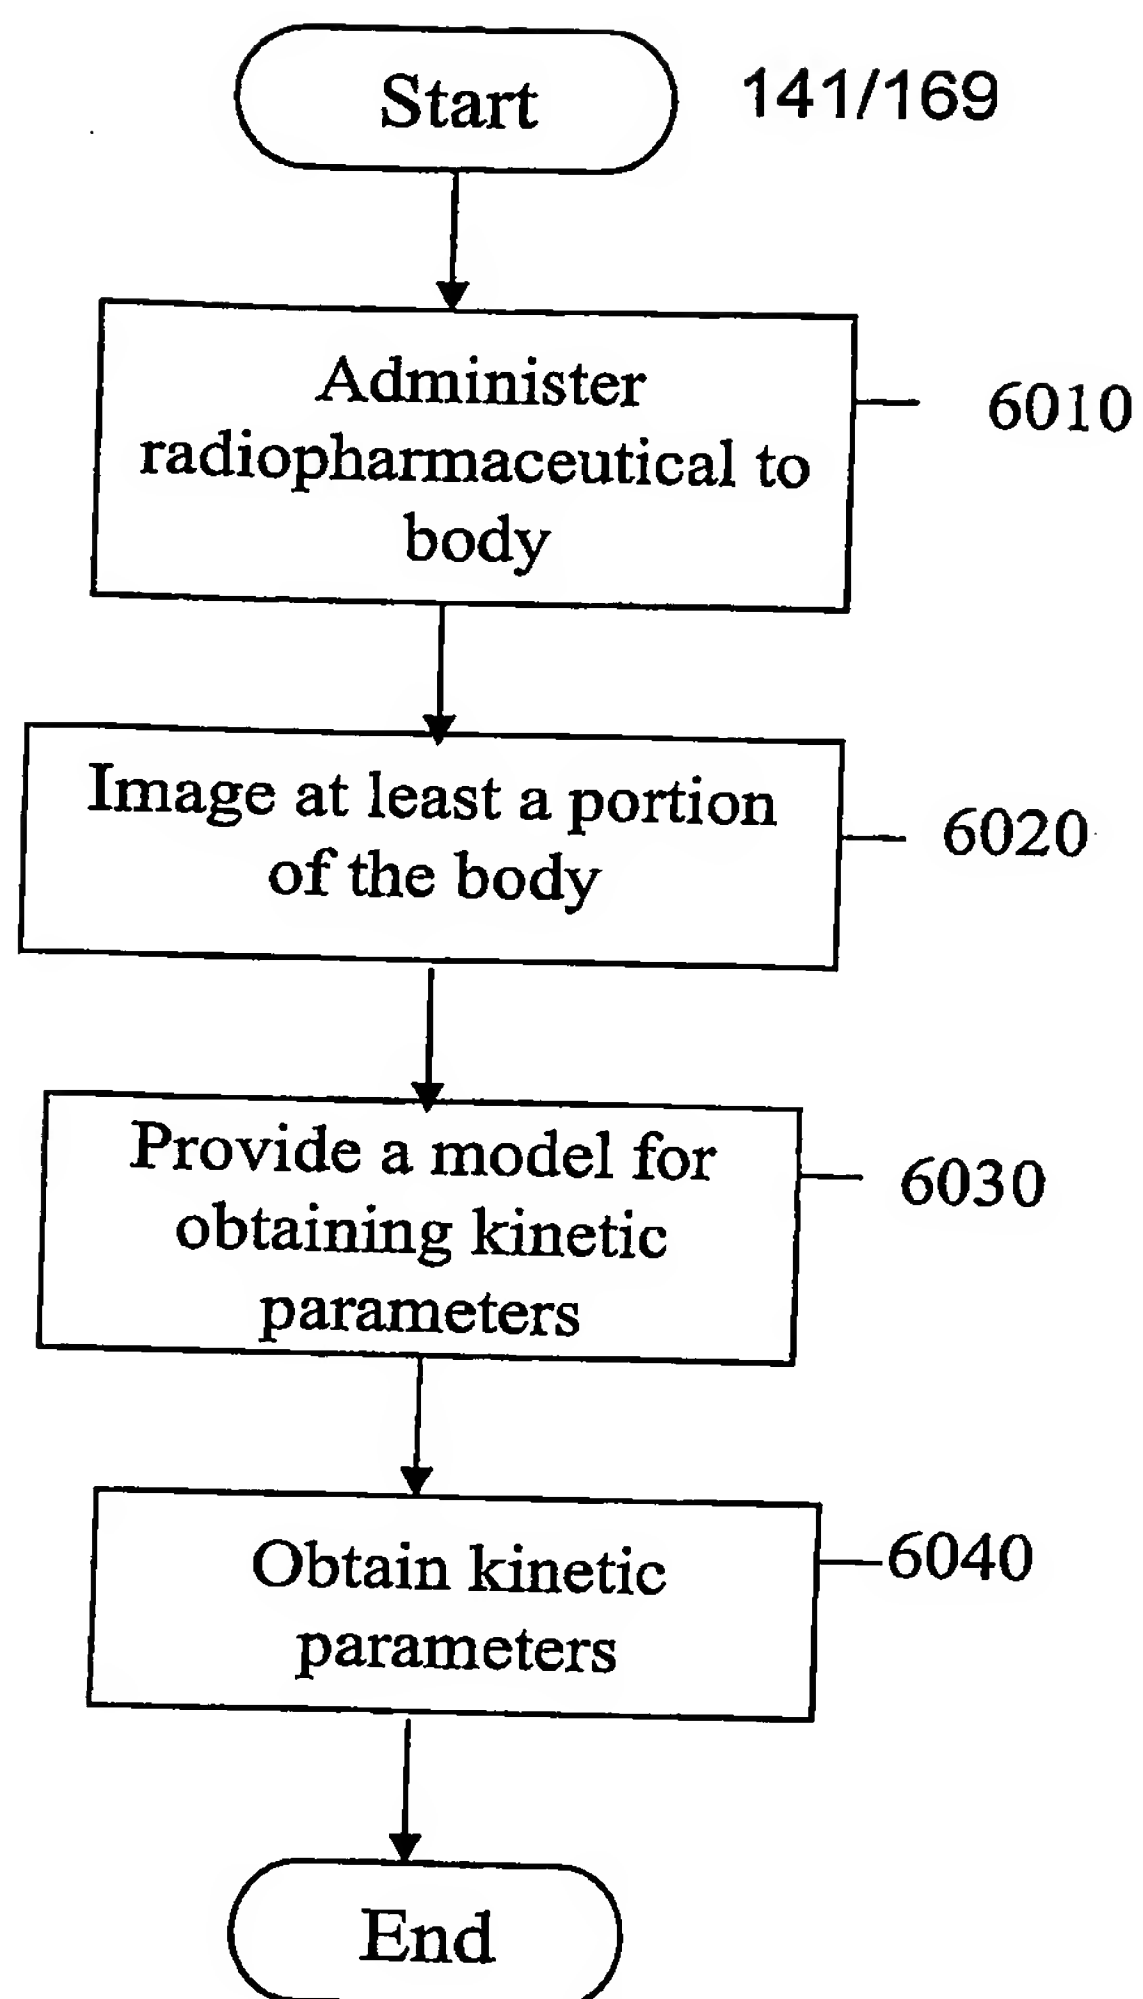 Start
141/169
Administer
radiopharmaceutical to
body
6010
Image at least a portion
of the body
6020
Provide a model for
obtaining kinetic
parameters
6030
Obtain kinetic
parameters
6040
End